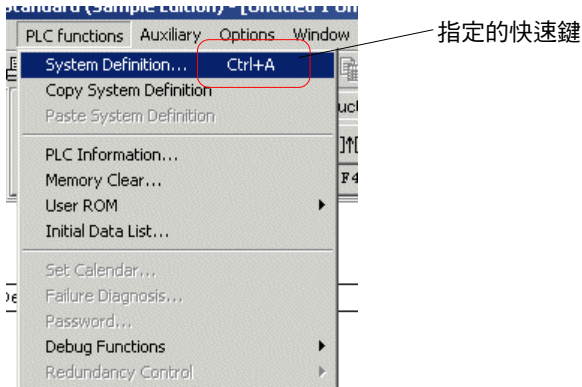 Standard (Sample Edition) - [Untitled 1 Un
PLC functions Auxiliary Options Window
指定的快速鍵
System Definition... Ctrl+A
Copy System Definition
Paste System Definition
PLC Information...
Memory Clear...
F4
User ROM
Initial Data List...
Set Calendar...
Failure Diagnosis...
Password...
Debug Functions
Redundancy Control